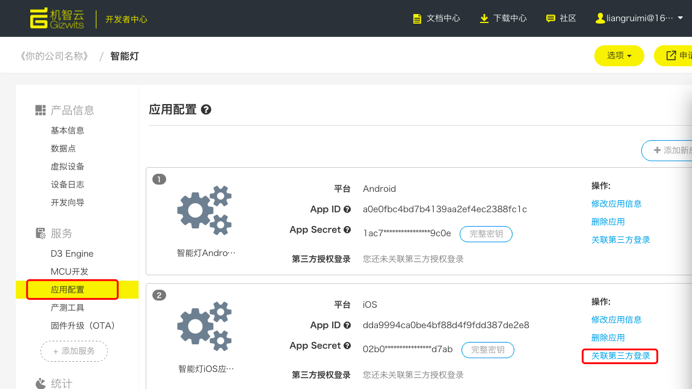 机智云 Gizwits 开发者中心 文档中心 下载中心 社区 liangruimi@16…
《你的公司名称》 / 智能灯 选项
产品信息
基本信息
数据点
虚拟设备
设备日志
开发向导
服务
D3 Engine
MCU开发
应用配置
产测工具
固件升级（OTA）
+ 添加服务
统计
应用配置
1
智能灯Andro…
平台 Android
App ID a0e0fbc4bd7b4139aa2ef4ec2388fc1c
App Secret 1ac7****************9c0e 完整密钥
第三方授权登录 您还未关联第三方授权登录
操作:
修改应用信息
删除应用
关联第三方登录
2
智能灯iOS应…
平台 iOS
App ID dda9994ca0be4bf88d4f9fdd387de2e8
App Secret 02b0****************d7ab 完整密钥
第三方授权登录 您还未关联第三方授权登录
操作:
修改应用信息
删除应用
关联第三方登录